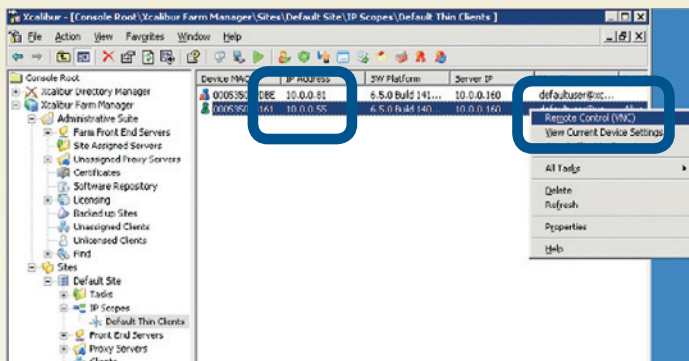 Xcalibur - [Console Root\Xcalibur Farm Manager\Sites\Default Site\IP Scopes\Default Thin Clients ]
File Action View Favorites Window Help
Console Root
Xcalibur Directory Manager
Xcalibur Farm Manager
Administrative Suite
Farm Front End Servers
Site Assigned Servers
Unassigned Proxy Servers
Certificates
Software Repository
Licensing
Backed up Sites
Unassigned Clients
Unlicensed Clients
Find
Sites
Default Site
Tasks
IP Scopes
Default Thin Clients
Front End Servers
Proxy Servers
Clients
Device MAC IP Address SW Platform Server IP
10.0.0.81 6.5.0 Build 141... 10.0.0.160 defaultuser@xc...
10.0.0.55 6.5.0 Build 140... 10.0.0.160
Remote Control (VNC)
View Current Device Settings
All Tasks
Delete
Refresh
Properties
Help